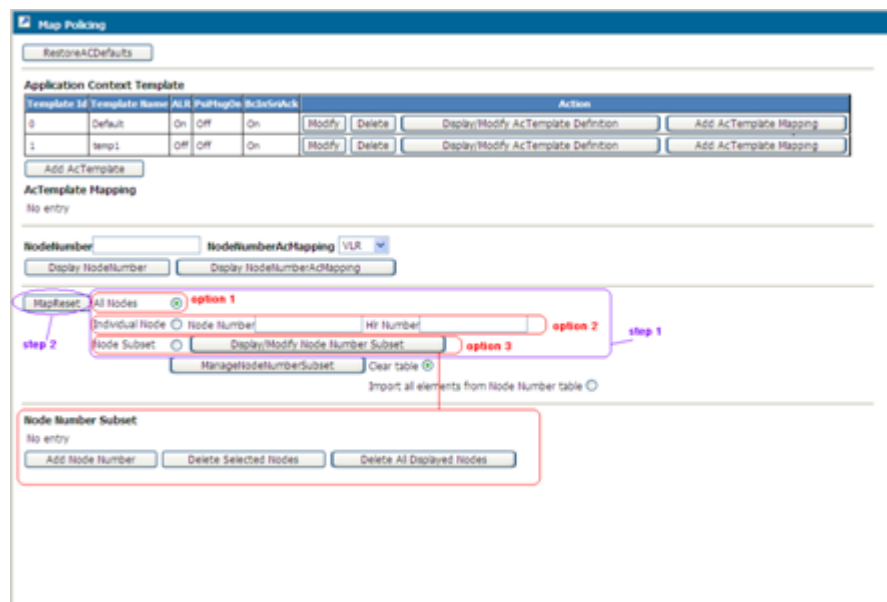 Map Policing
RestoreACDefaults
Application Context Template
Template Id Template Name ALR PsiMsgOn BcInSriAck Action
0 Default On Off On Modify Delete Display/Modify AcTemplate Definition Add AcTemplate Mapping
1 temp1 Off Off On Modify Delete Display/Modify AcTemplate Definition Add AcTemplate Mapping
Add AcTemplate
AcTemplate Mapping
No entry
NodeNumber NodeNumberAcMapping VLR
Display NodeNumber Display NodeNumberAcMapping
MapReset All Nodes option 1
Individual Node Node Number Hlr Number option 2 step 1
step 2 Node Subset Display/Modify Node Number Subset option 3
ManageNodeNumberSubset Clear table
Import all elements from Node Number table
Node Number Subset
No entry
Add Node Number Delete Selected Nodes Delete All Displayed Nodes